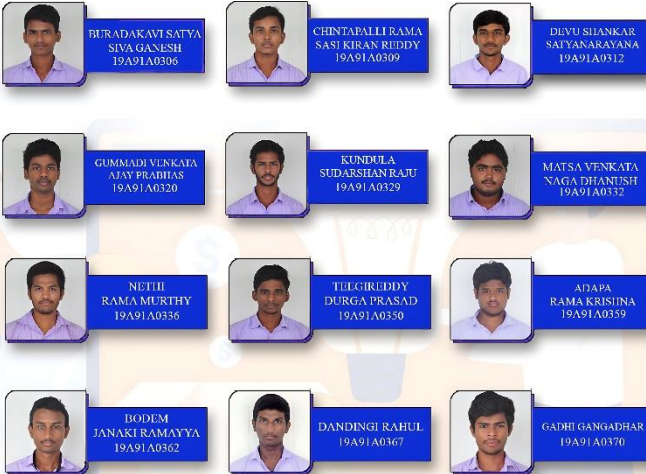 BURADAKAVI SATYA
SIVA GANESH
19A91A0306
CHINTAPALLI RAMA
SASI KIRAN REDDY
19A91A0309
DEVU SHANKAR
SATYANARAYANA
19A91A0312
GUMMADI VENKATA
AJAY PRABHAS
19A91A0320
KUNDULA
SUDARSHAN RAJU
19A91A0329
MATSA VENKATA
NAGA DHANUSH
19A91A0332
NETHI
RAMA MURTHY
19A91A0336
TEEGIREDDY
DURGA PRASAD
19A91A0350
ADAPA
RAMA KRISHNA
19A91A0359
BODEM
JANAKI RAMAYYA
19A91A0362
DANDINGI RAHUL
19A91A0367
GADHI GANGADHAR
19A91A0370